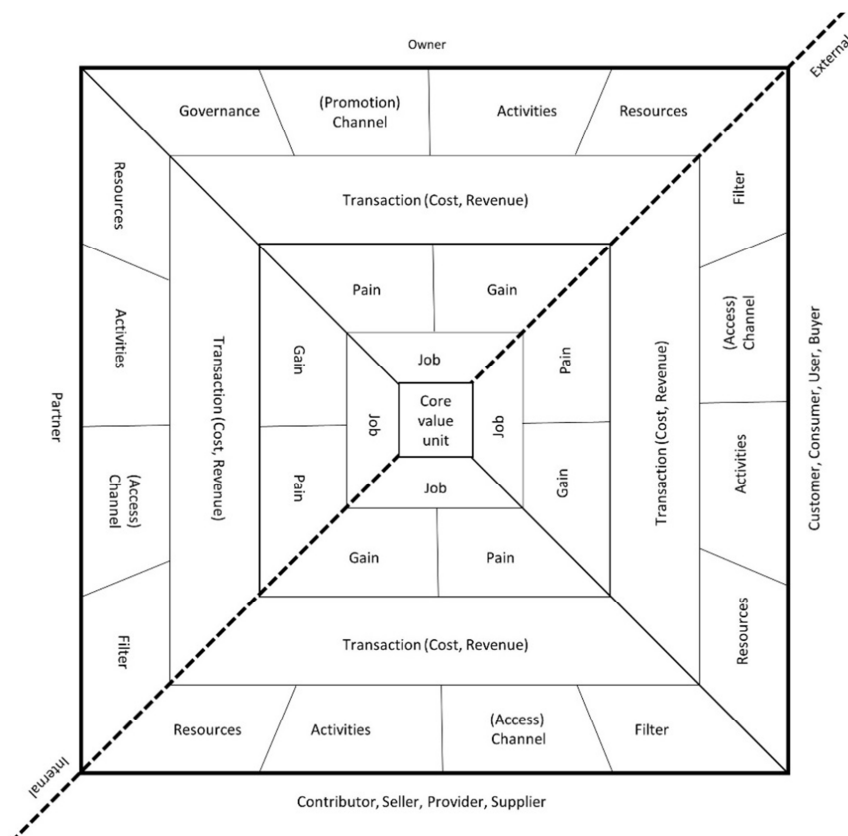 Owner
External
Governance
(Promotion)
Channel
Activities
Resources
Resources
Filter
Transaction (Cost, Revenue)
Pain
Gain
Activities
(Access)
Channel
Transaction (Cost, Revenue)
Gain
Job
Pain
Transaction (Cost, Revenue)
Partner
Job
Core
value
unit
Job
Customer, Consumer, User, Buyer
(Access)
Channel
Pain
Job
Gain
Activities
Gain
Pain
Filter
Transaction (Cost, Revenue)
Resources
Resources
Activities
(Access)
Channel
Filter
Internal
Contributor, Seller, Provider, Supplier